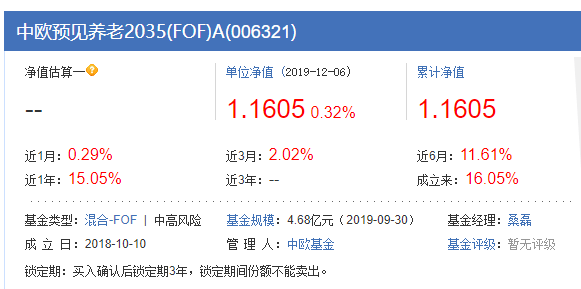 中欧预见养老2035(FOF)A(006321)
净值估算— 单位净值 (2019-12-06) 累计净值
-- 1.1605 0.32% 1.1605
近1月：0.29% 近3月：2.02% 近6月：11.61%
近1年：15.05% 近3年：-- 成立来：16.05%
基金类型：混合-FOF | 中高风险 基金规模：4.68亿元（2019-09-30） 基金经理：桑磊
成 立 日：2018-10-10 管 理 人：中欧基金 基金评级：暂无评级
锁定期：买入确认后锁定期3年，锁定期间份额不能卖出。